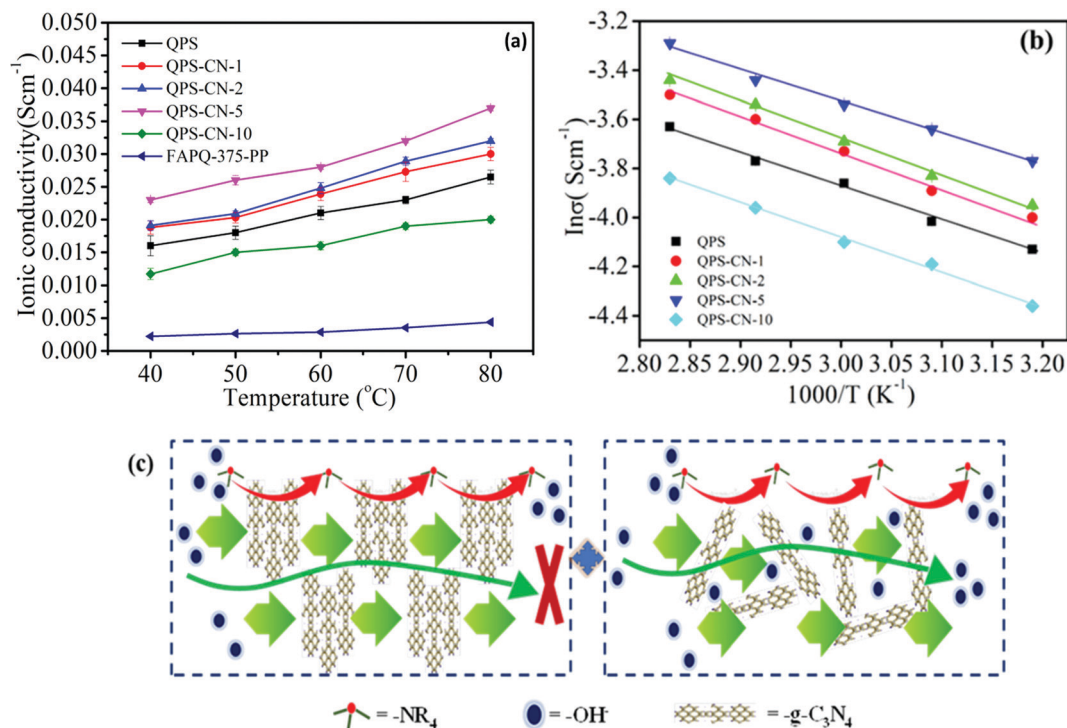 (a)
QPS
QPS-CN-1
QPS-CN-2
QPS-CN-5
QPS-CN-10
FAPQ-375-PP
Ionic conductivity(Scm⁻¹)
0.050
0.045
0.040
0.035
0.030
0.025
0.020
0.015
0.010
0.005
0.000
40 50 60 70 80
Temperature (°C)
(b)
lnσ( Scm⁻¹)
-3.2
-3.4
-3.6
-3.8
-4.0
-4.2
-4.4
QPS
QPS-CN-1
QPS-CN-2
QPS-CN-5
QPS-CN-10
2.80 2.85 2.90 2.95 3.00 3.05 3.10 3.15 3.20
1000/T (K⁻¹)
(c)
= -NR₄ = -OH⁻ = -g-C₃N₄